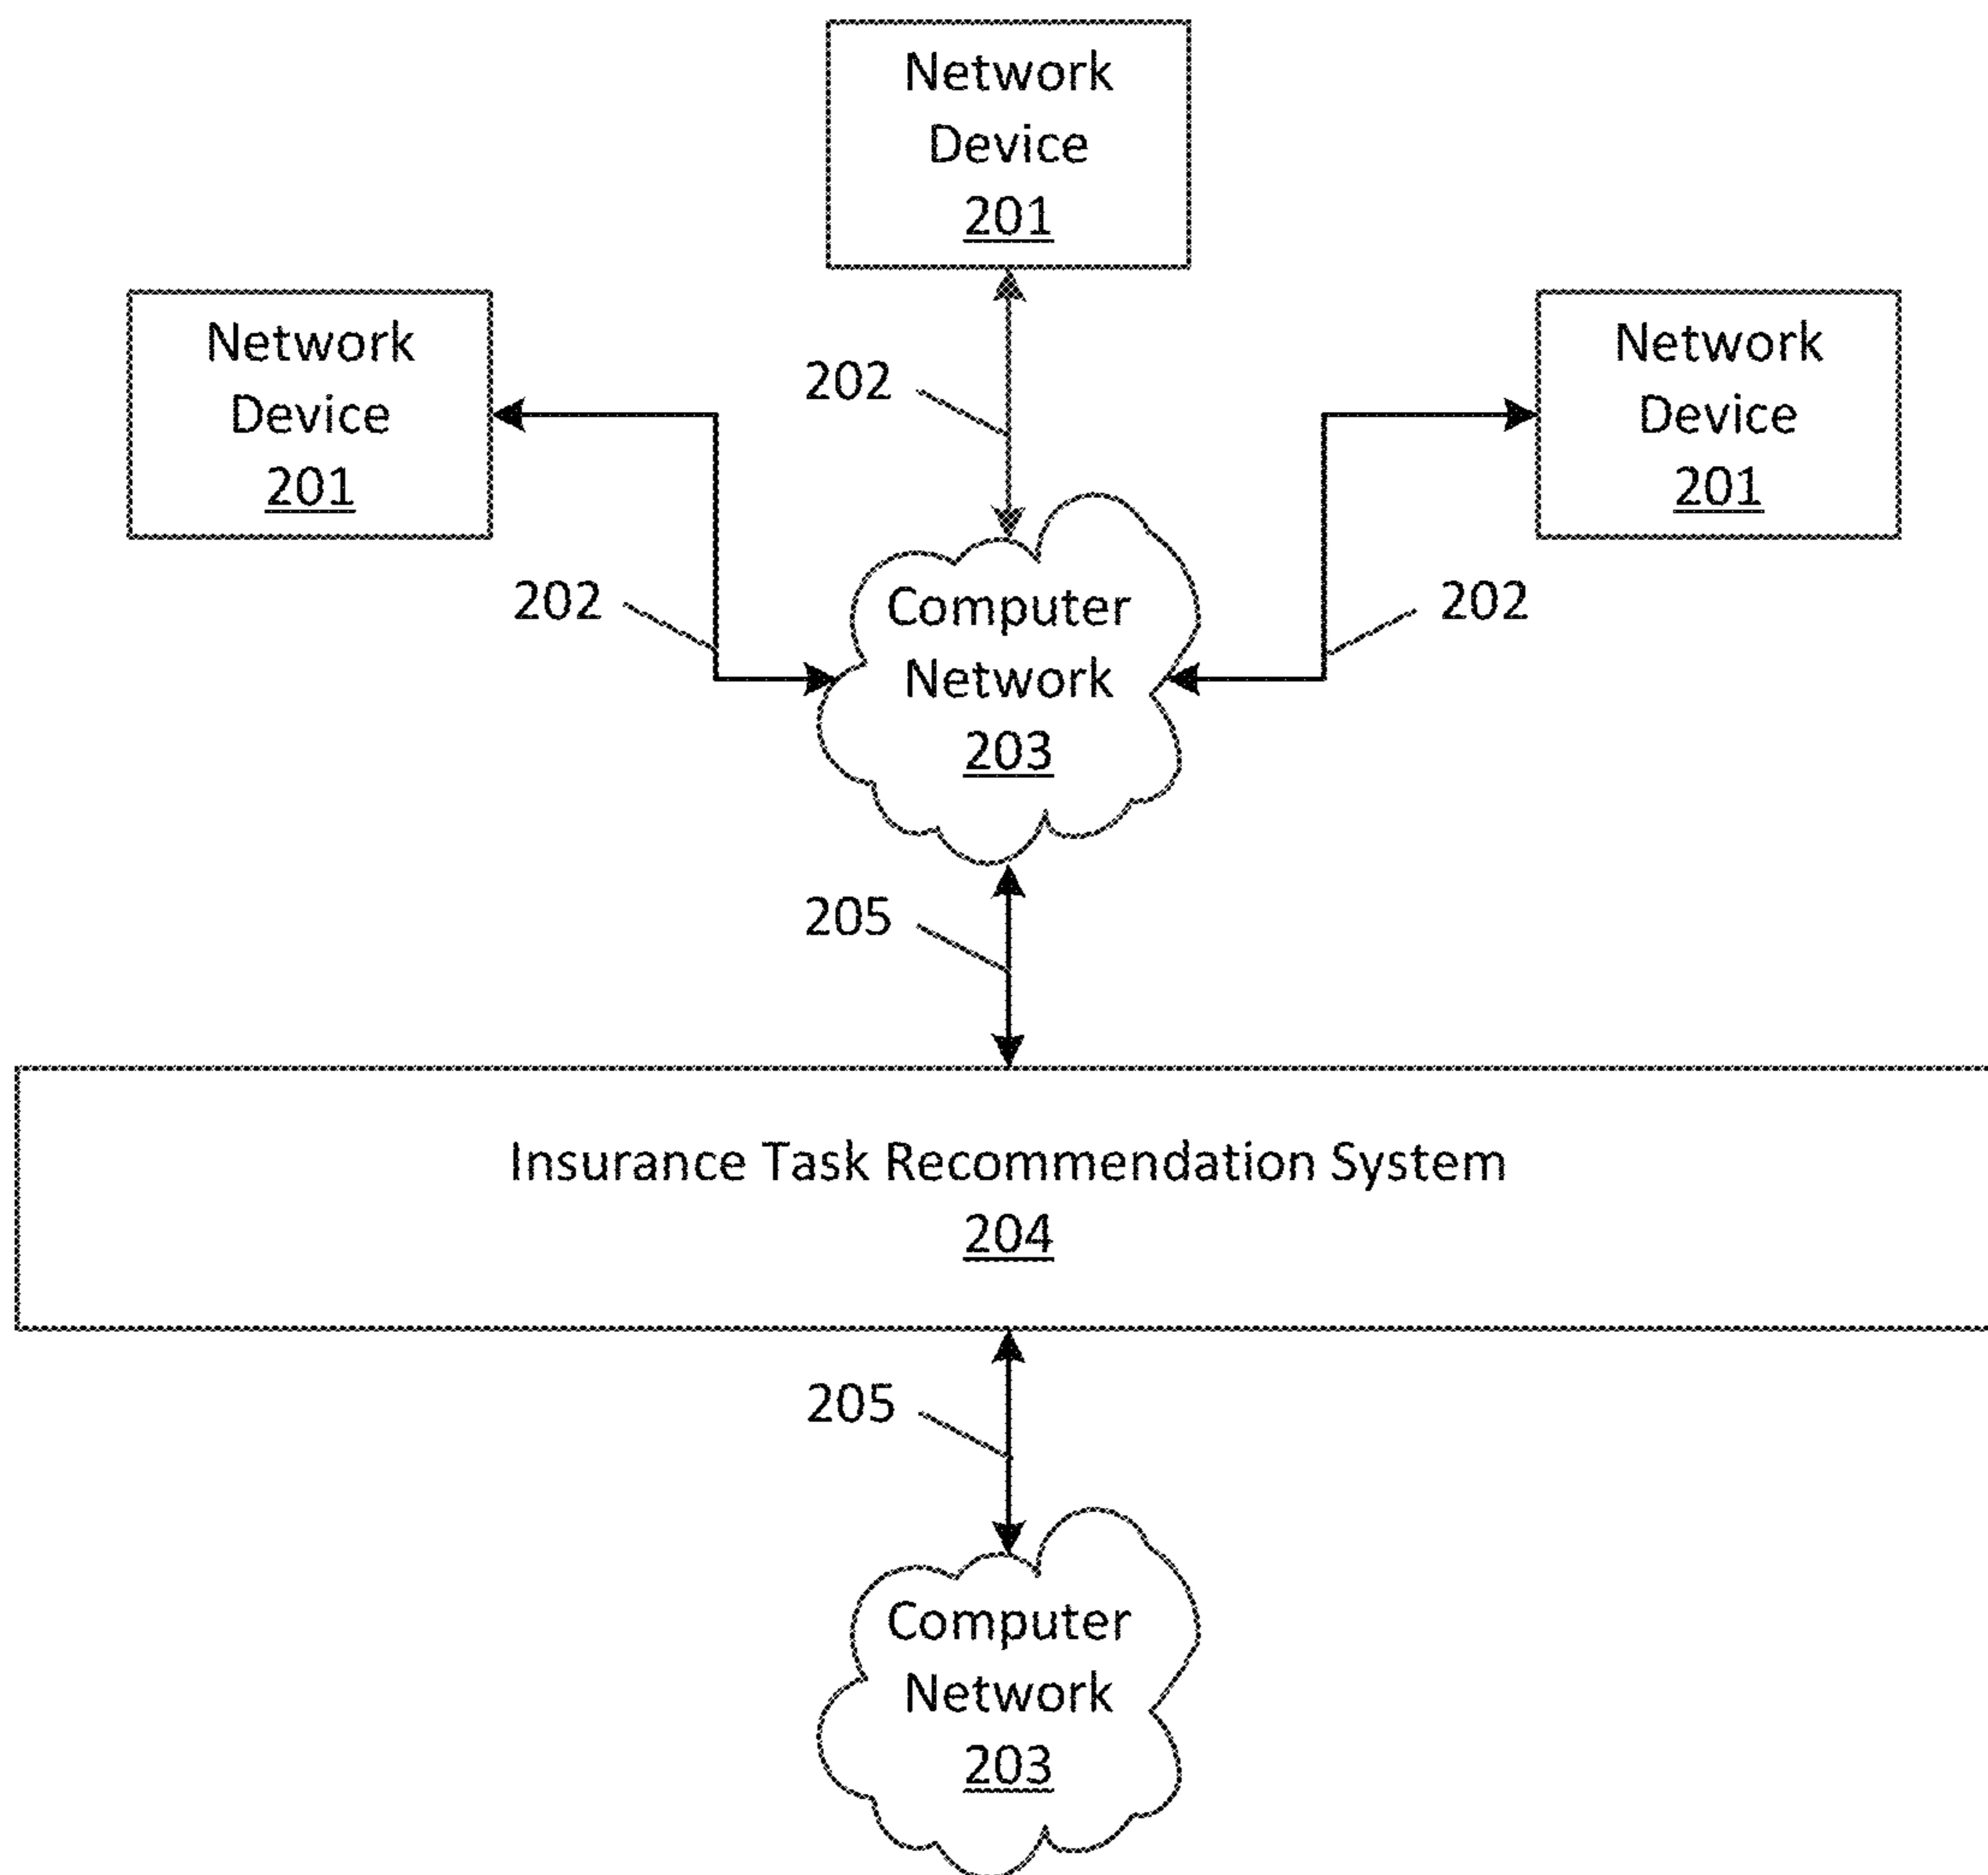 Network
Device
201
Network
Device
201
Network
Device
201
202
202
202
Computer
Network
203
205
Insurance Task Recommendation System
204
205
Computer
Network
203